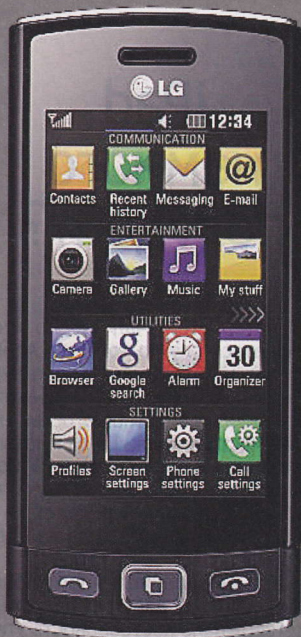 LG
12:34
COMMUNICATION
Contacts Recent history Messaging E-mail
ENTERTAINMENT
Camera Gallery Music My stuff
UTILITIES
Browser Google search Alarm Organizer
SETTINGS
Profiles Screen settings Phone settings Call settings
@
8
30